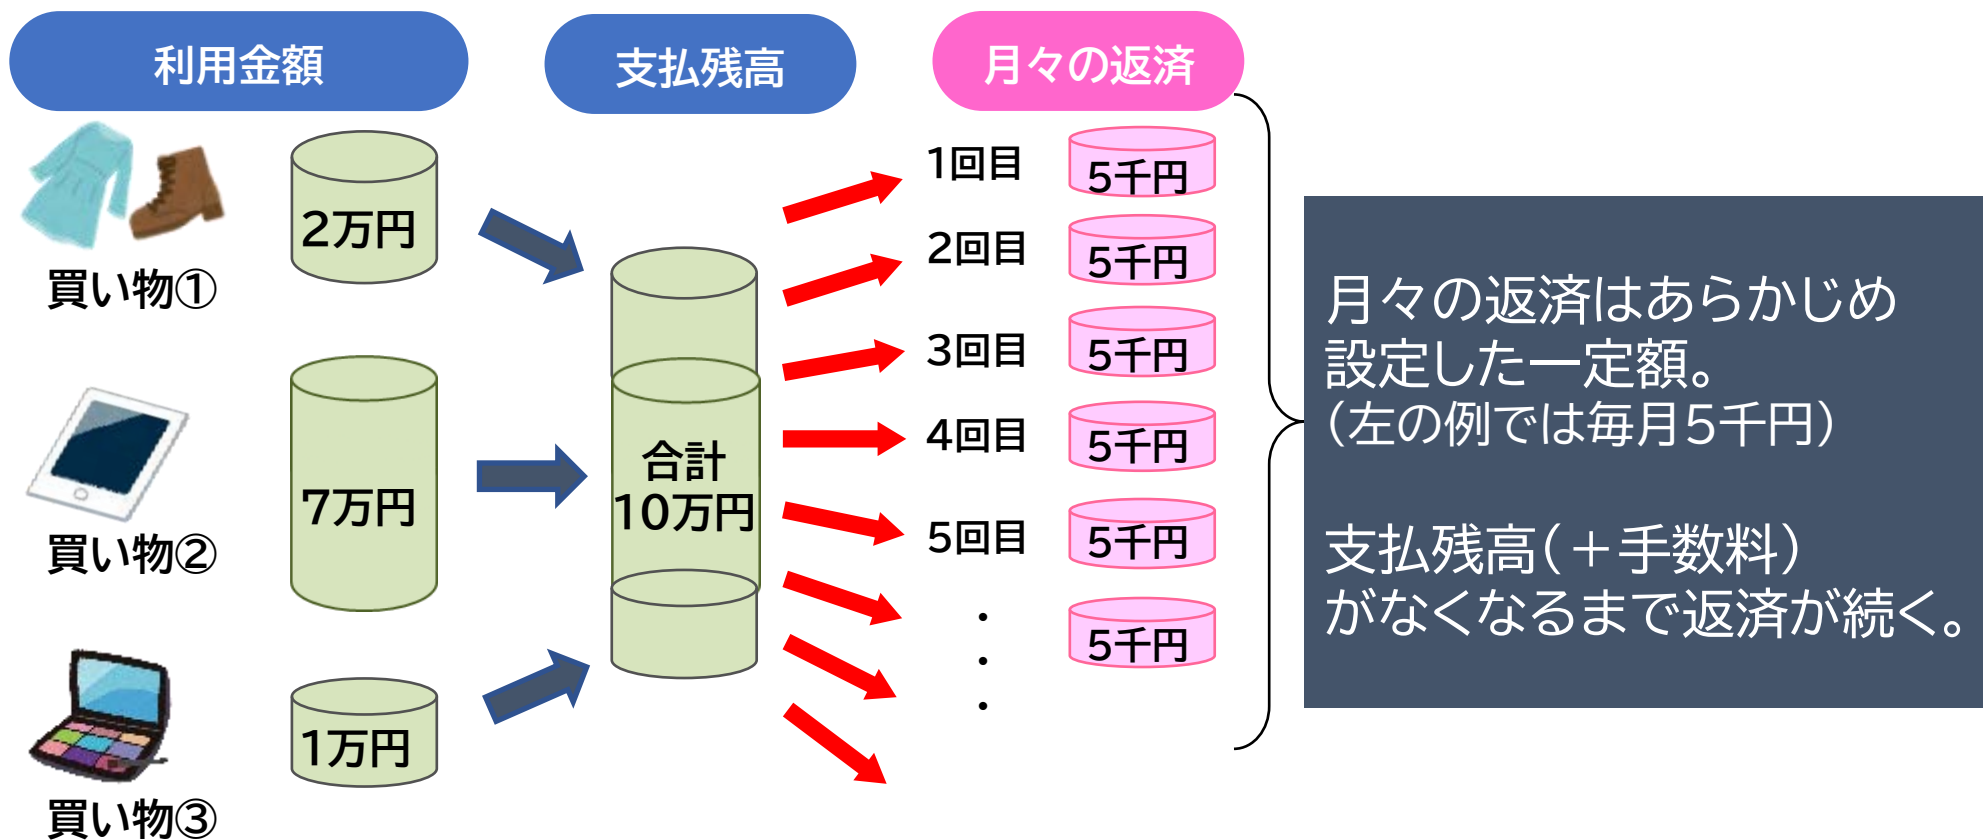 利用金額
支払残高
月々の返済
2万円
買い物①
7万円
買い物②
1万円
買い物③
合計
10万円
1回目
5千円
2回目
5千円
3回目
5千円
4回目
5千円
5回目
5千円
・
・
・
5千円
月々の返済はあらかじめ
設定した一定額。
（左の例では毎月5千円）
支払残高（＋手数料）
がなくなるまで返済が続く。